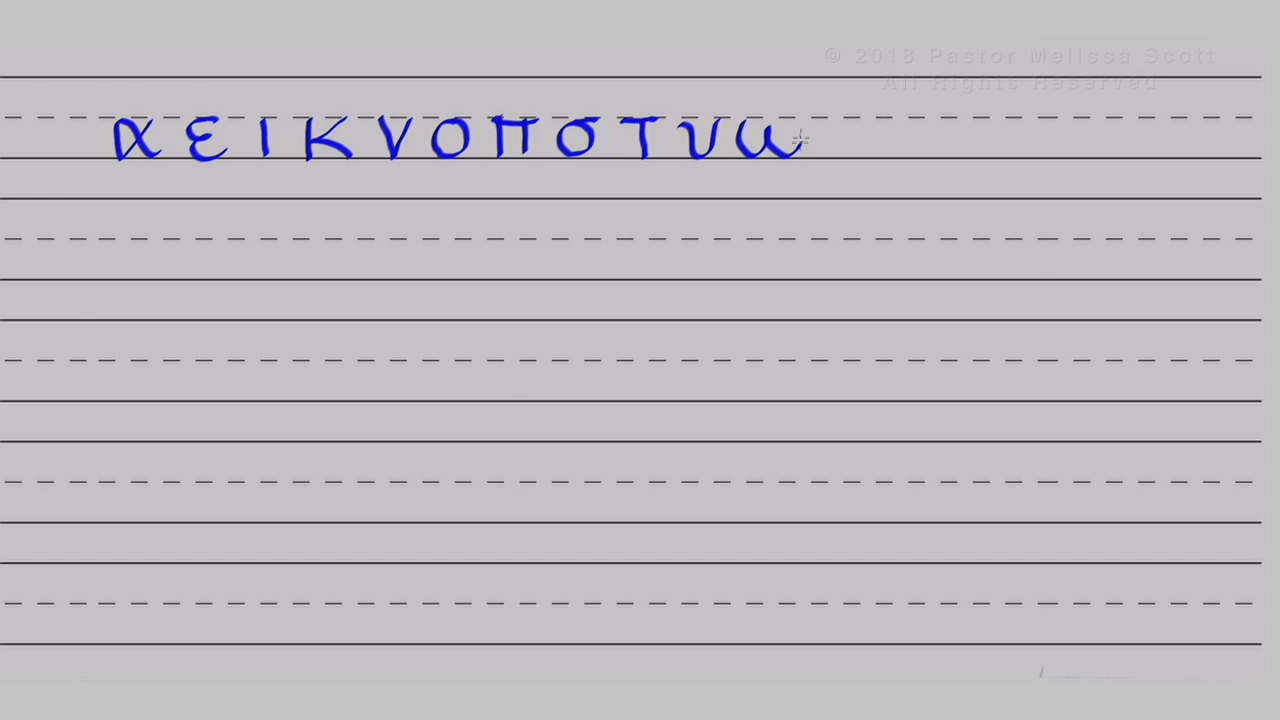 © 2018 Pastor Melissa Scott
All Rights Reserved
α ε ι κ ν ο π σ τ υ ω